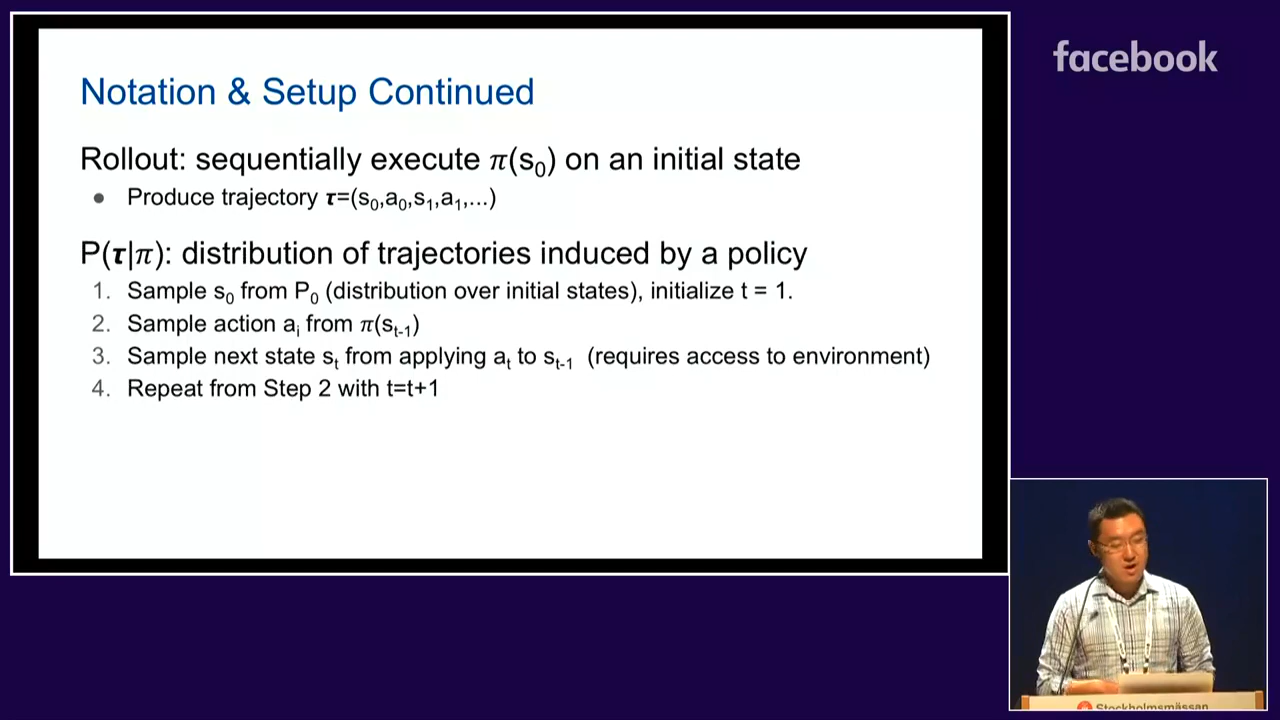 Notation & Setup Continued
facebook
Rollout: sequentially execute π(s₀) on an initial state
● Produce trajectory τ=(s₀,a₀,s₁,a₁,...)
P(τ|π): distribution of trajectories induced by a policy
1. Sample s₀ from P₀ (distribution over initial states), initialize t = 1.
2. Sample action aᵢ from π(sₜ₋₁)
3. Sample next state sₜ from applying aₜ to sₜ₋₁ (requires access to environment)
4. Repeat from Step 2 with t=t+1
Stockholmsmässan